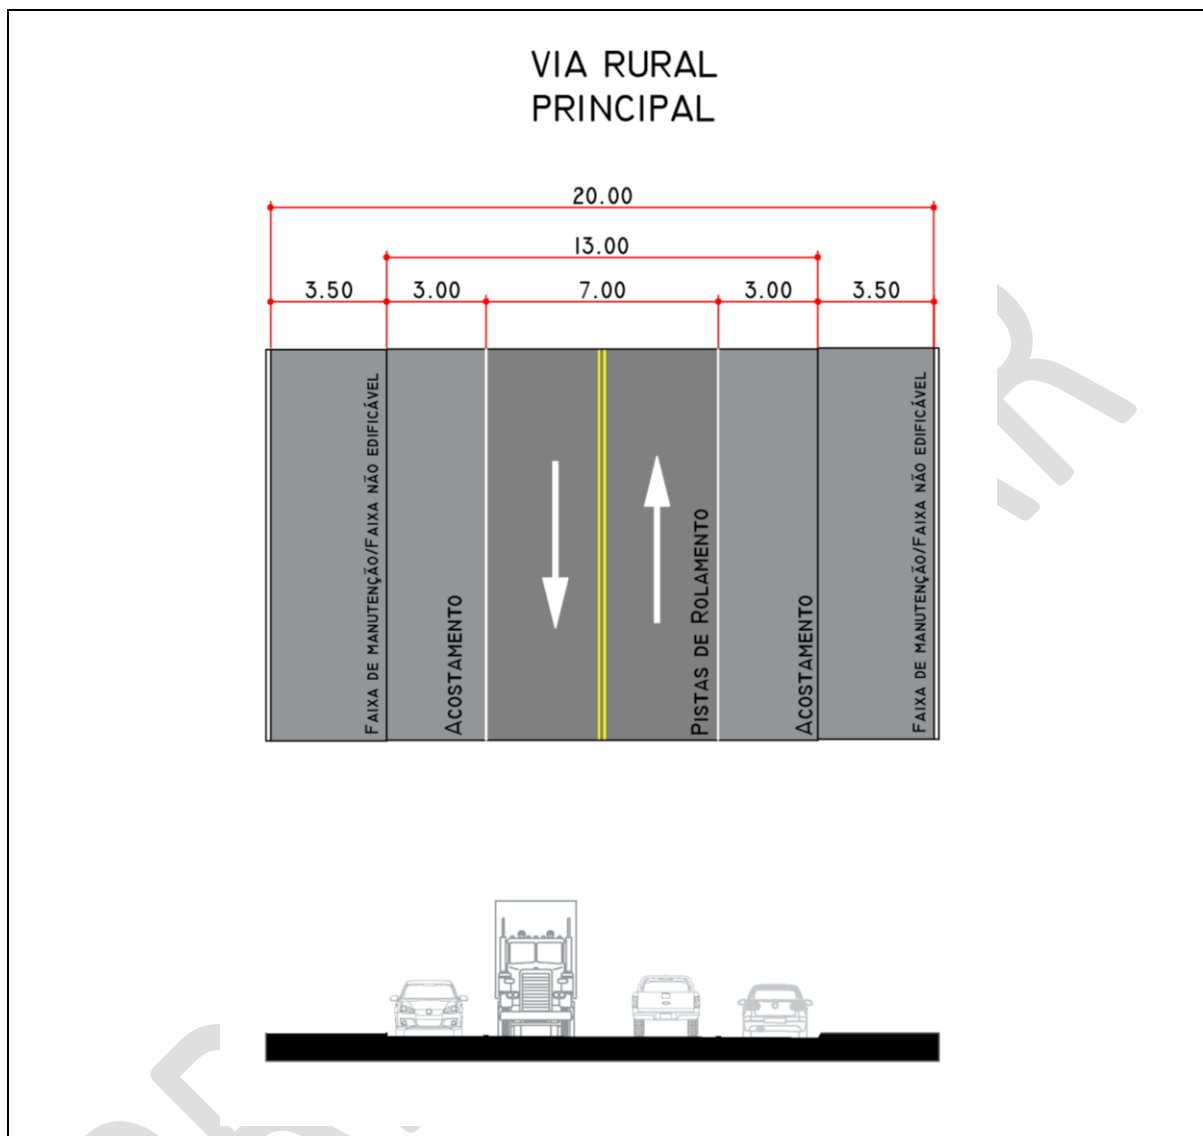 VIA RURAL
PRINCIPAL
20.00
13.00
3.50 3.00 7.00 3.00 3.50
FAIXA DE MANUTENÇÃO/FAIXA NÃO EDIFICÁVEL
ACOSTAMENTO
PISTAS DE ROLAMENTO
ACOSTAMENTO
FAIXA DE MANUTENÇÃO/FAIXA NÃO EDIFICÁVEL